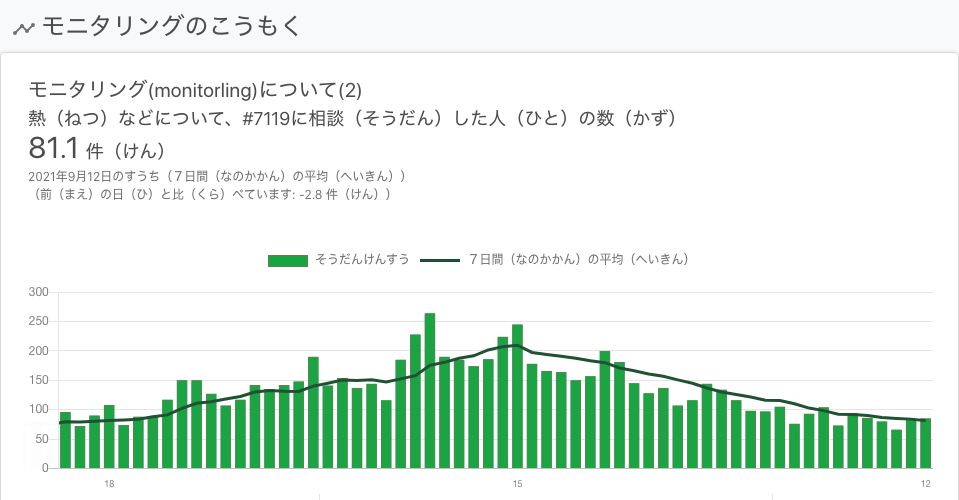 モニタリングのこうもく
モニタリング(monitorling)について(2)
熱（ねつ）などについて、#7119に相談（そうだん）した人（ひと）の数（かず）
81.1 件（けん）
2021年9月12日のすうち（７日間（なのかかん）の平均（へいきん））
（前（まえ）の日（ひ）と比（くら）べています: -2.8 件（けん））
そうだんけんすう
７日間（なのかかん）の平均（へいきん）
300
250
200
150
100
50
0
18
15
12